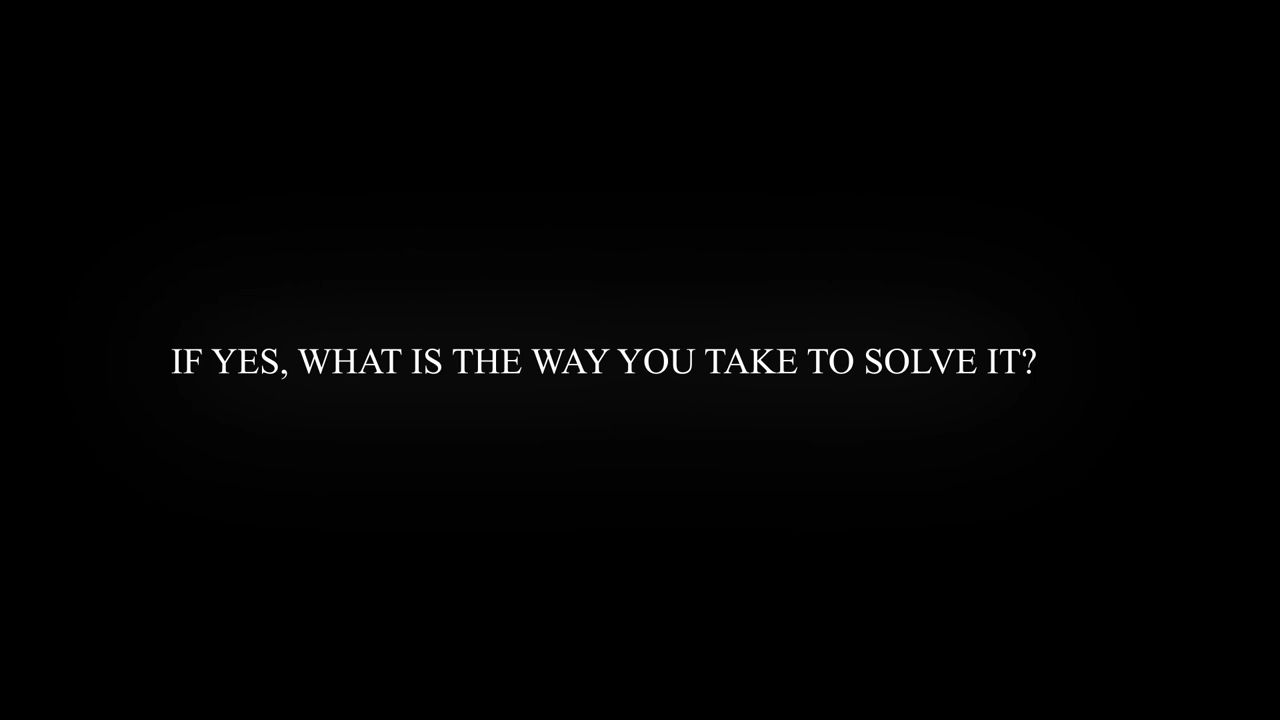 IF YES, WHAT IS THE WAY YOU TAKE TO SOLVE IT?